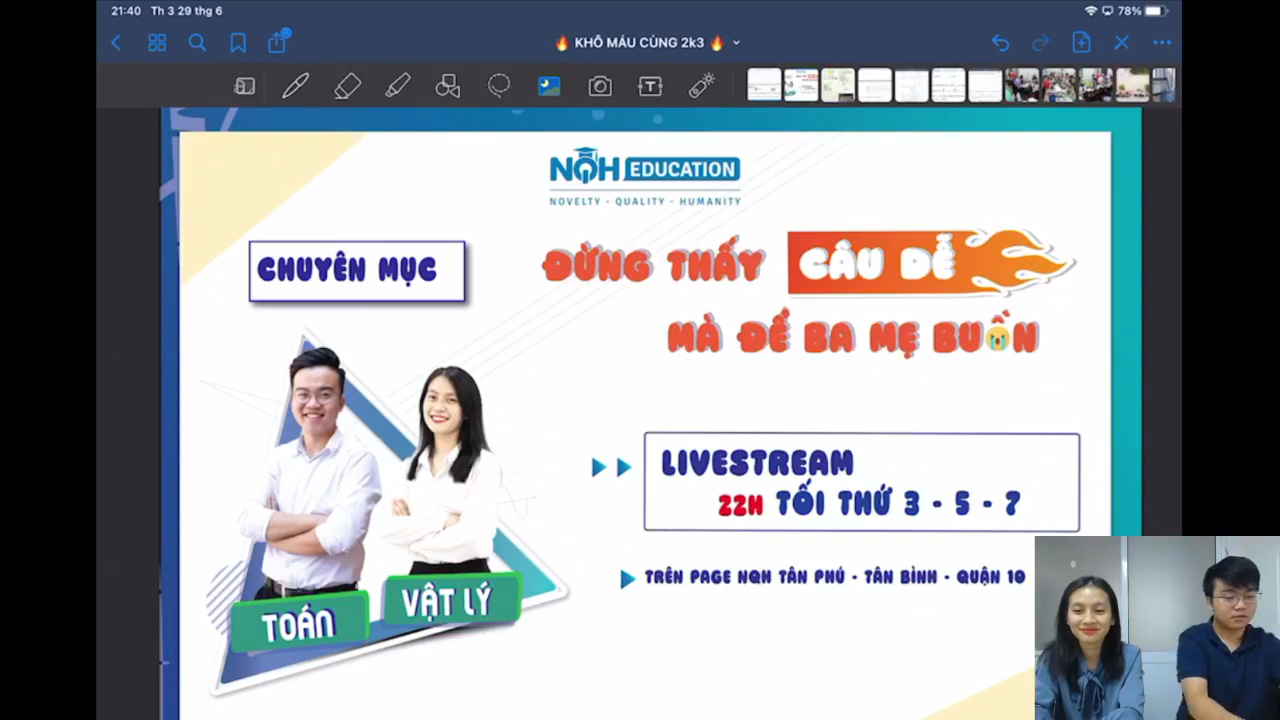 21:40 Th 3 29 thg 6
78%
🔥 KHÔ MÁU CÙNG 2k3 🔥
NQH EDUCATION
NOVELTY - QUALITY - HUMANITY
CHUYÊN MỤC
ĐỪNG THẤY CÂU DỄ
MÀ ĐỂ BA MẸ BUỒN
LIVESTREAM
22H TỐI THỨ 3 - 5 - 7
TRÊN PAGE NQH TÂN PHÚ - TÂN BÌNH - QUẬN 10
TOÁN
VẬT LÝ